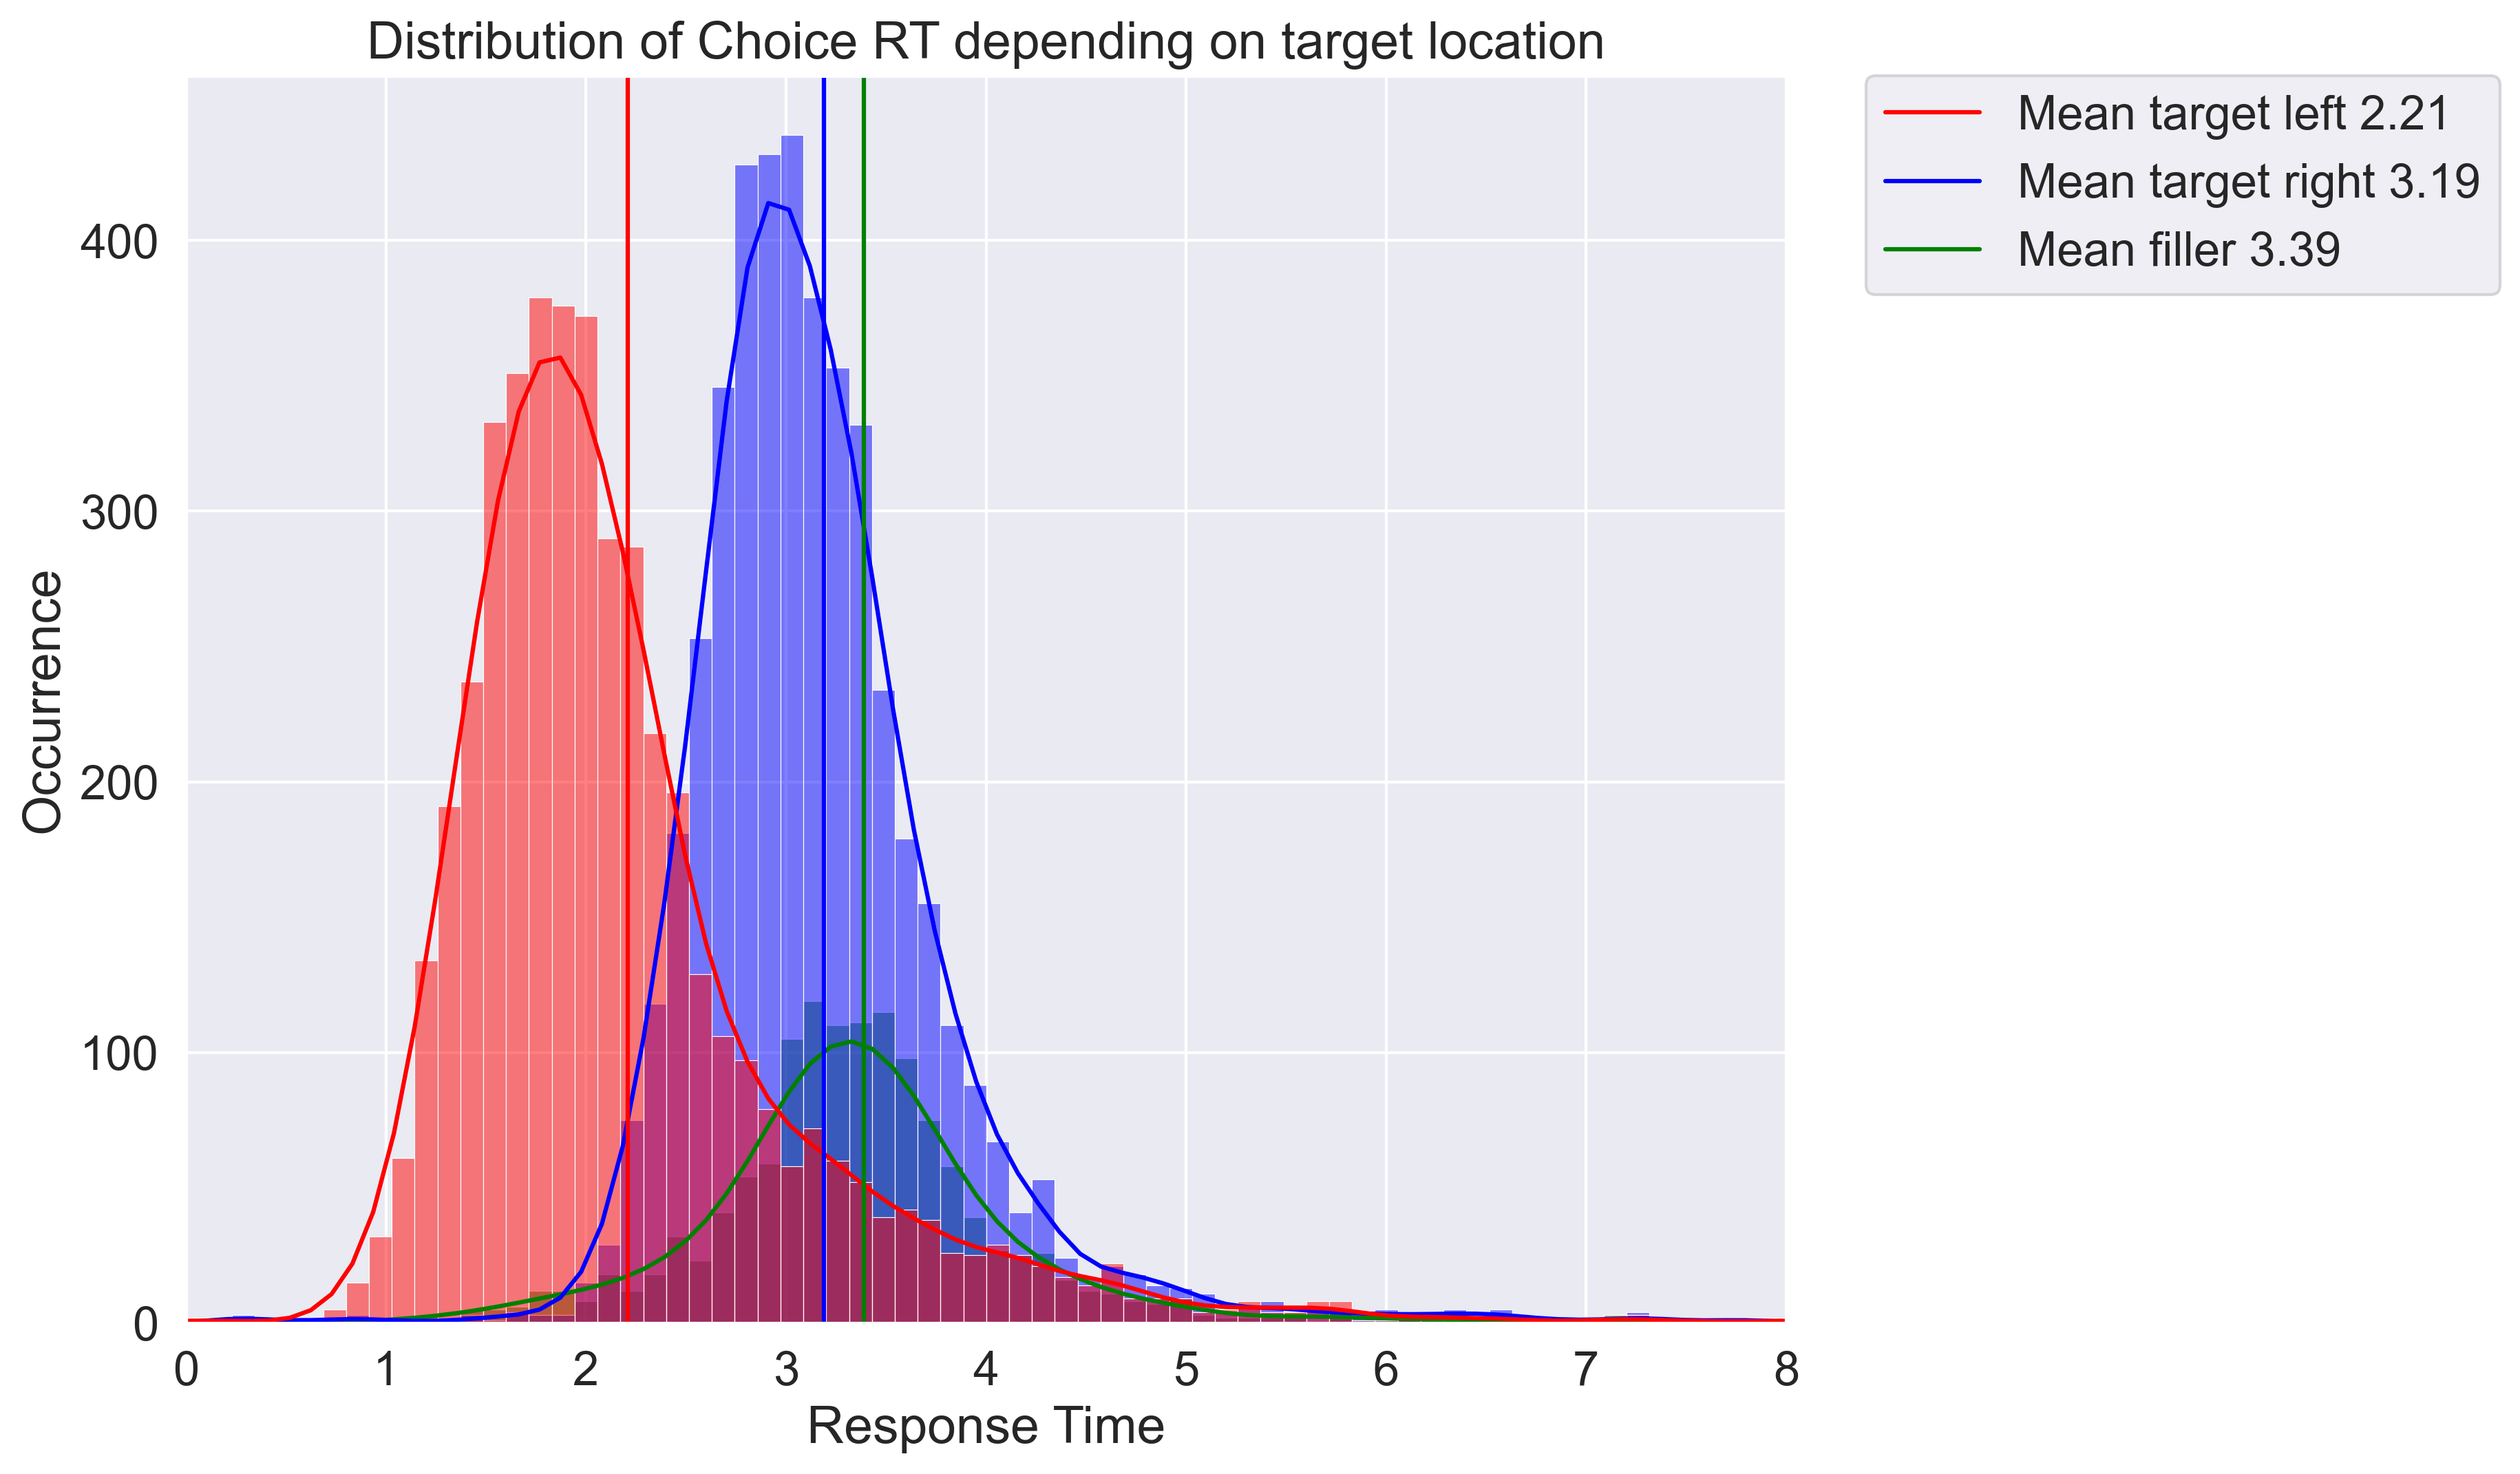 Distribution of Choice RT depending on target location
Mean target left 2.21
Mean target right 3.19
Mean filler 3.39
400
300
200
100
0
Occurrence
0 1 2 3 4 5 6 7 8
Response Time